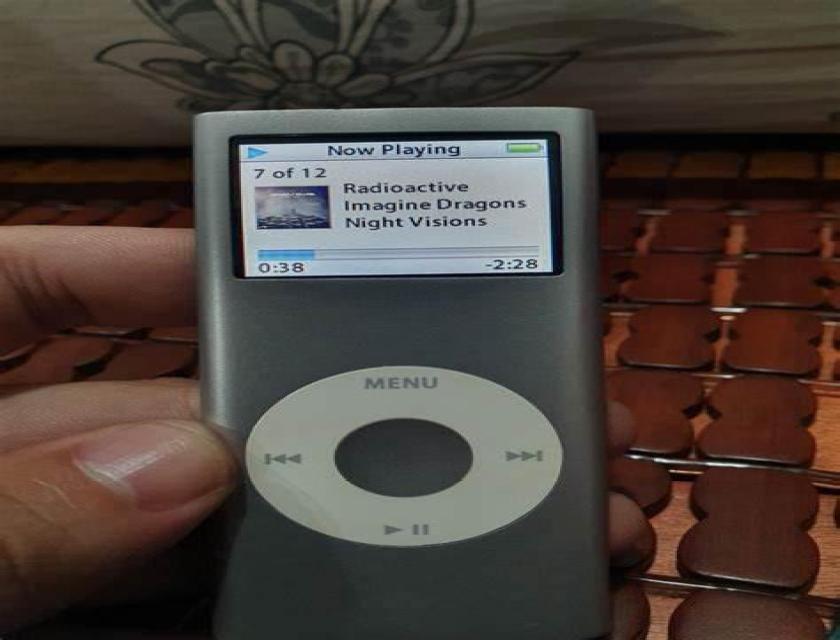 Now Playing
7 of 12
Radioactive
Imagine Dragons
Night Visions
0:38 -2:28
MENU